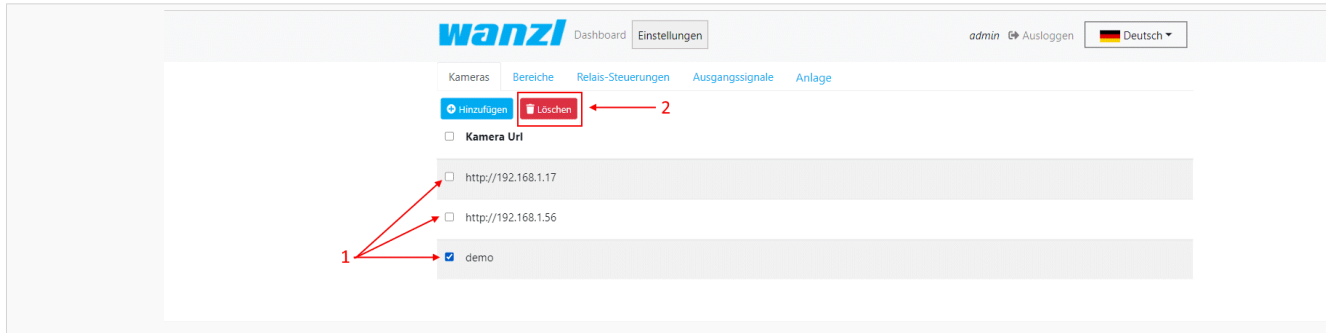 wanzl Dashboard Einstellungen admin Ausloggen Deutsch
Kameras Bereiche Relais-Steuerungen Ausgangssignale Anlage
Hinzufügen Löschen 2
Kamera Url
http://192.168.1.17
http://192.168.1.56
1 demo